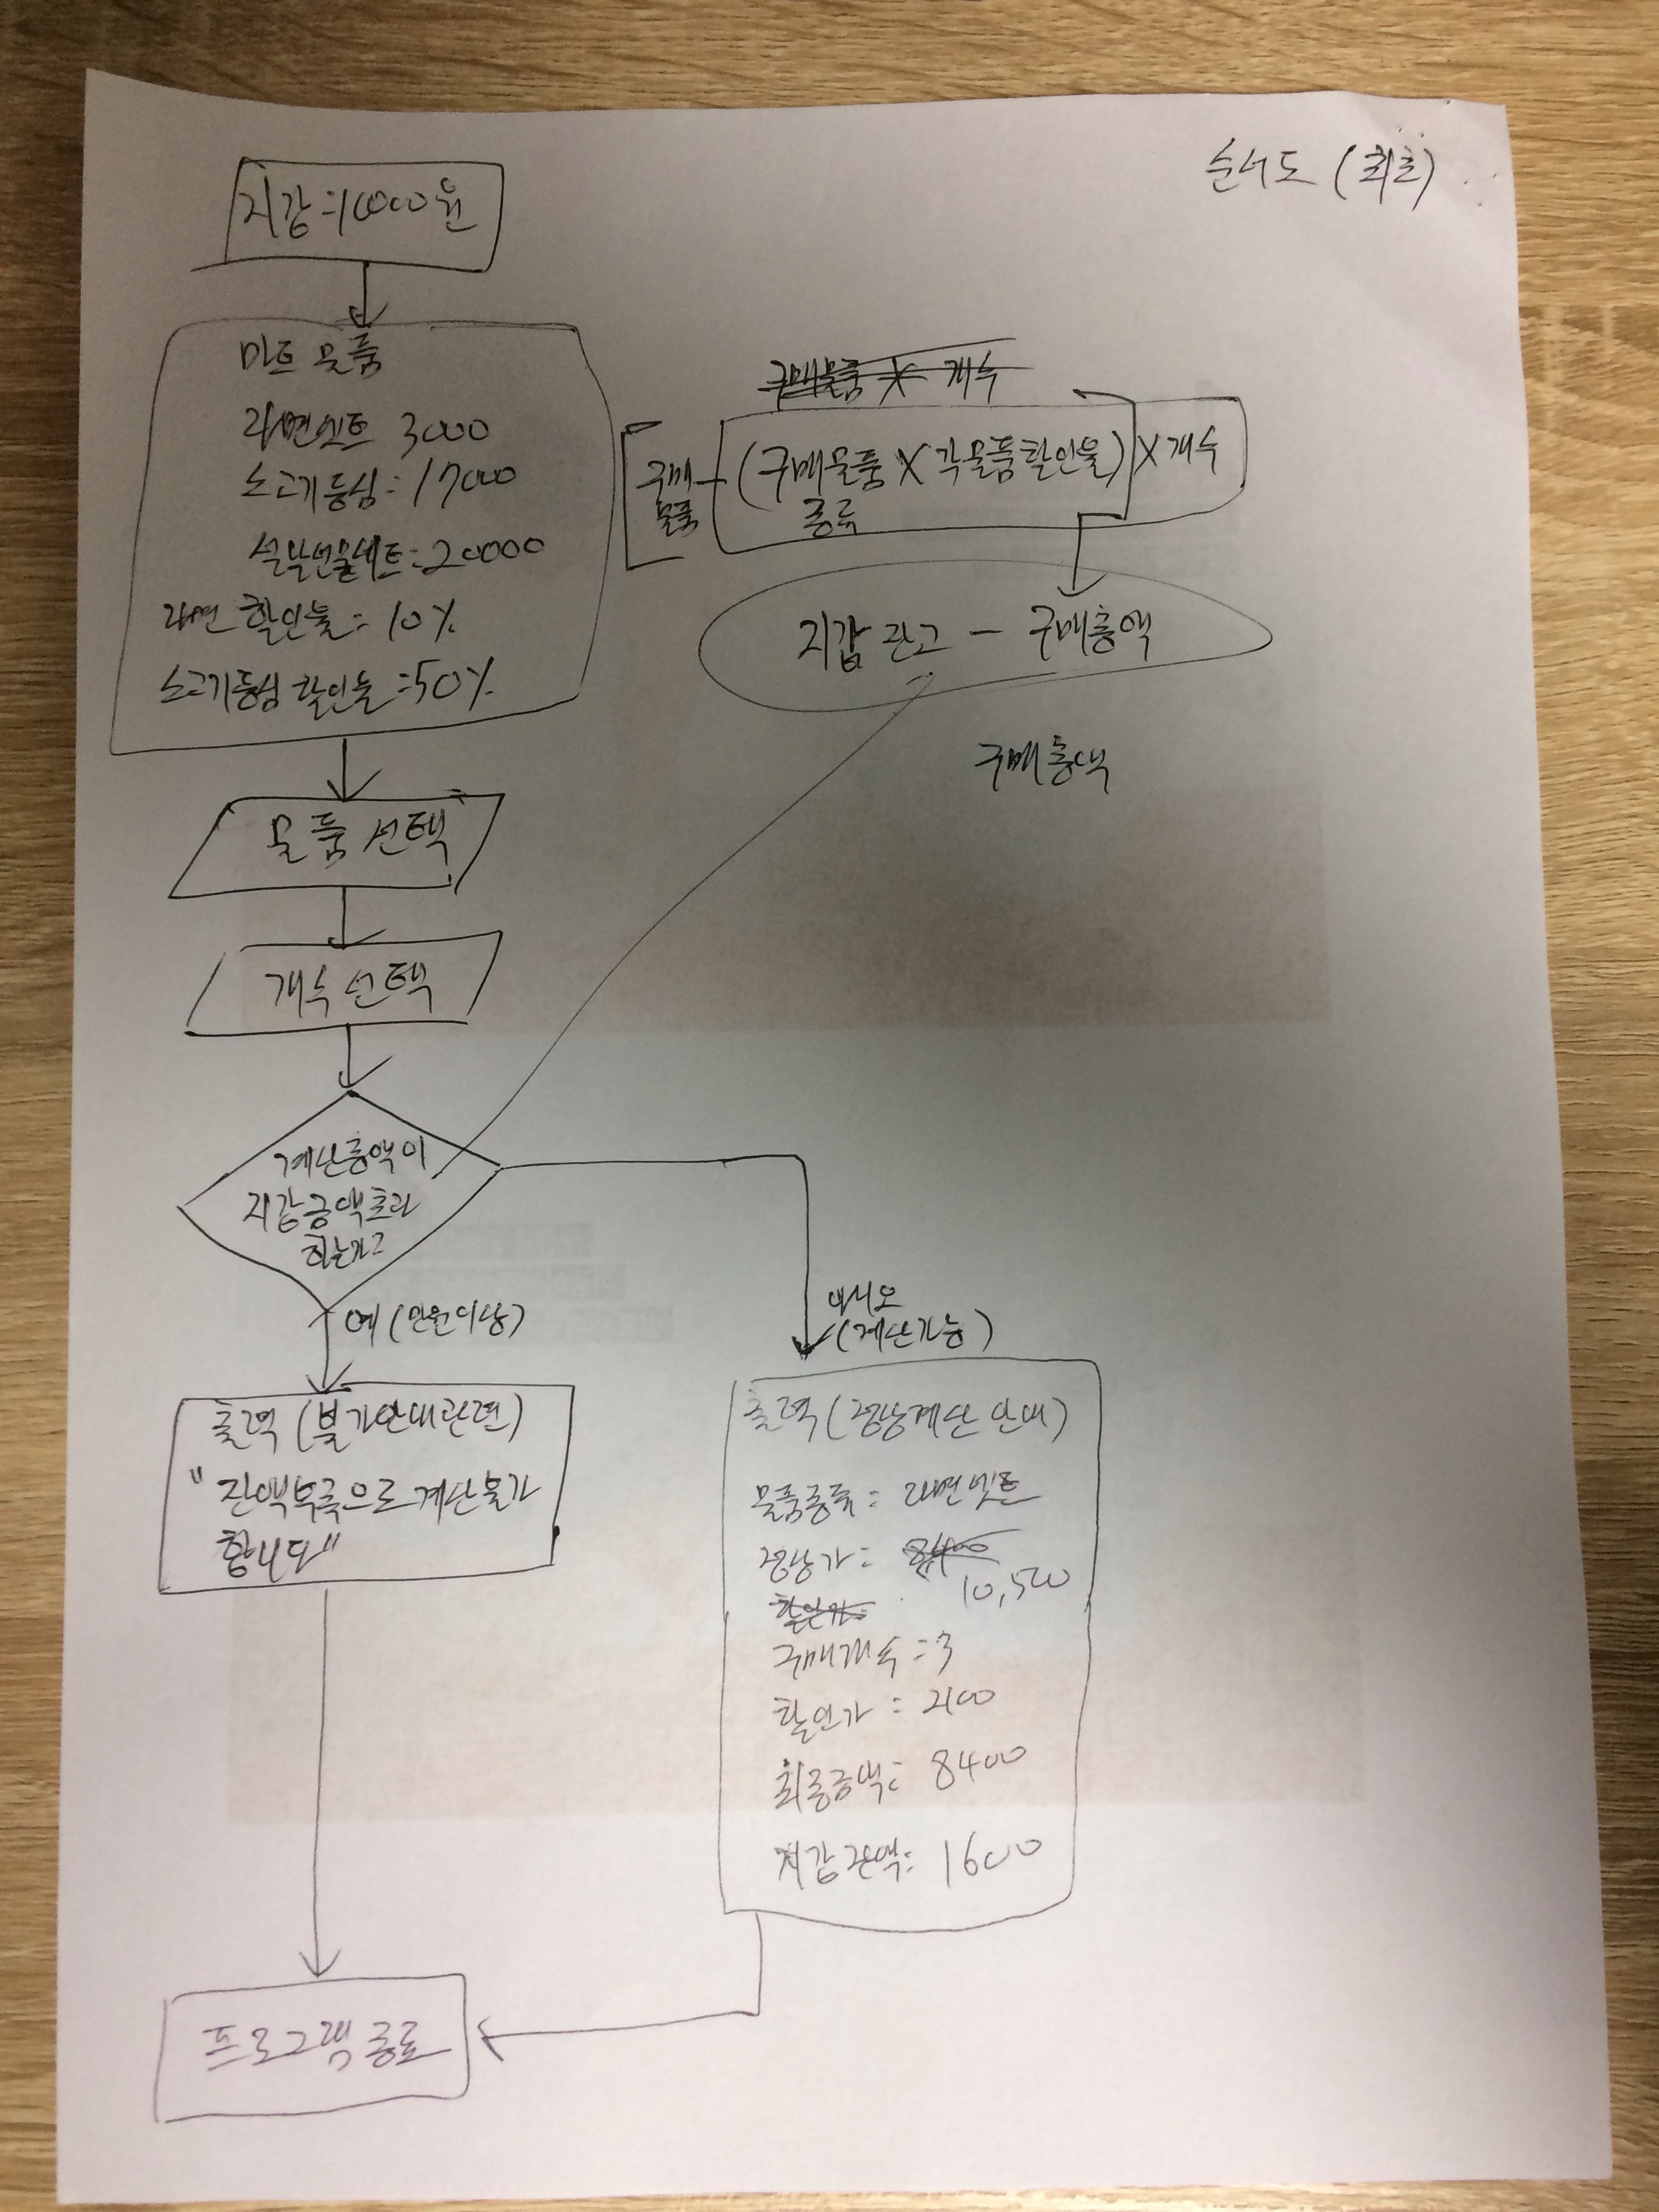 순서도 (최초)
지갑 = 10000원
마트 물품
라면세트 3000
소고기등심 : 17000
선물세트 : 20000
라면 할인율 = 10%
소고기등심 할인율 = 50%
물품 선택
개수 선택
계산총액이
지갑금액초과
하는가?
예 (만원이상)
출력 (불가안내관련)
"잔액부족으로 계산불가
합니다"
프로그램 종료
구매물품 X 개수
[구매물품 - (구매물품종류 X 각물품할인율)] X 개수
지갑 잔고 - 구매총액
구매총액
아니오
(계산가능)
출력 (정상계산 안내)
물품종류 : 라면세트
정상가 : 8,400
10,500
할인가 :
구매개수 : 3
할인가 : 2100
최종금액 : 8400
지갑잔액 : 1600